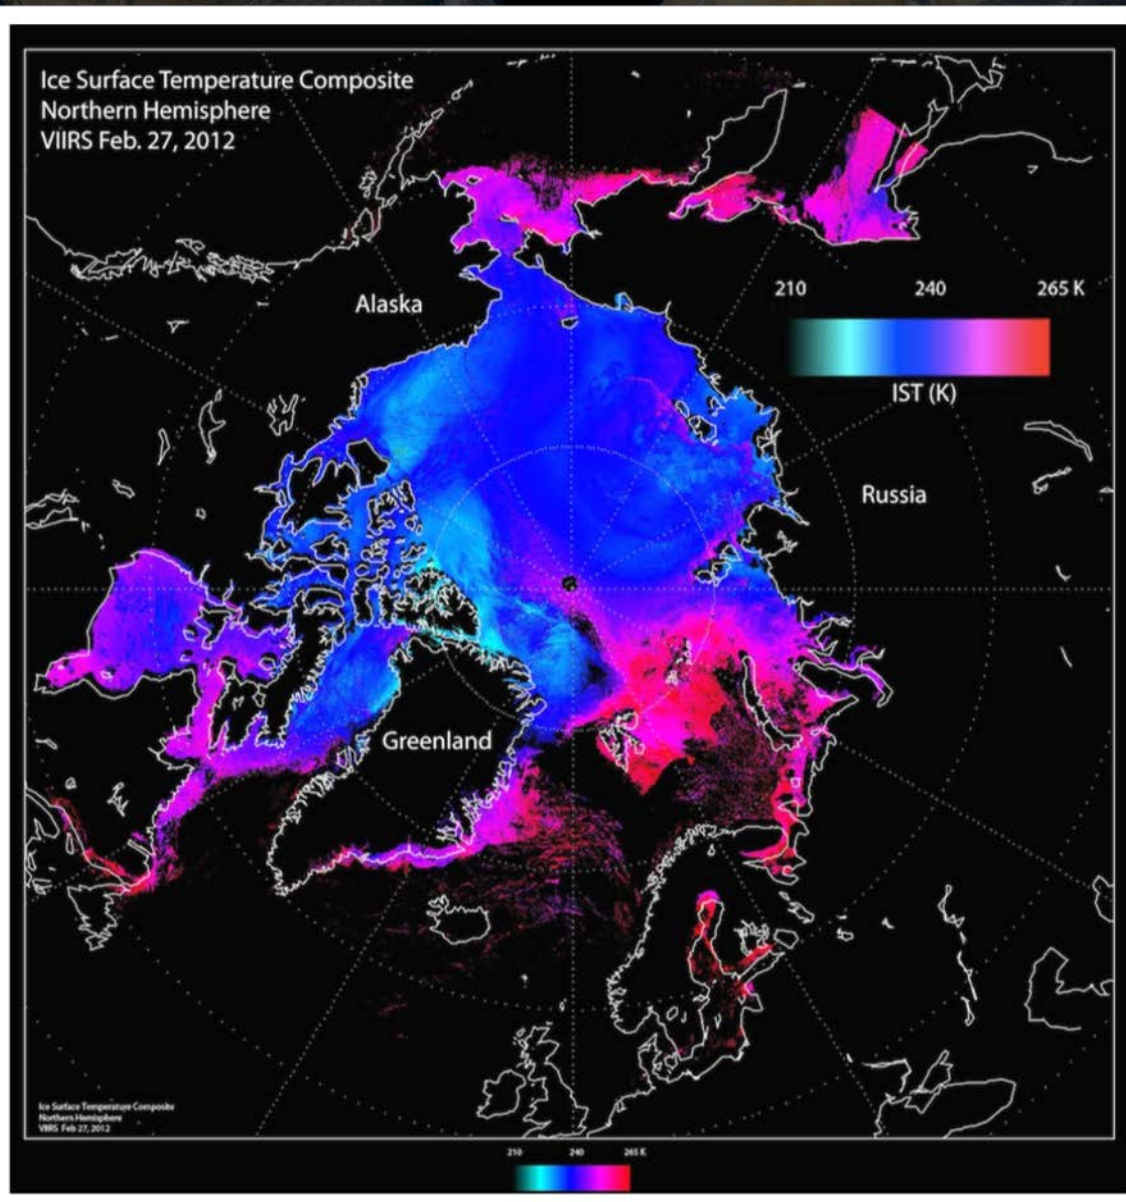 Ice Surface Temperature Composite
Northern Hemisphere
VIIRS Feb. 27, 2012
210 240 265 K
IST (K)
Alaska
Russia
Greenland
Ice Surface Temperature Composite
Northern Hemisphere
VIIRS Feb 27, 2012
210 240 265 K